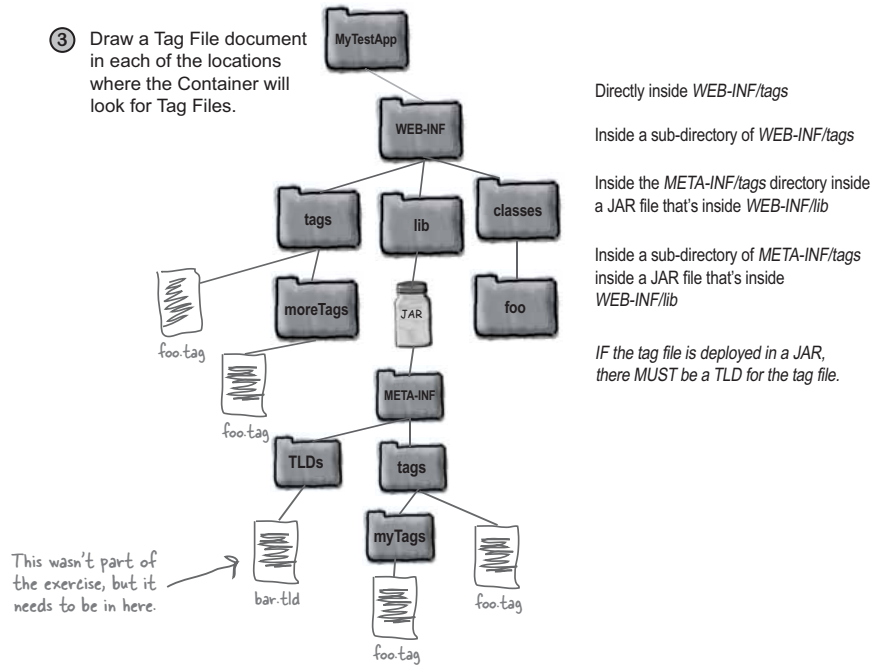 3 Draw a Tag File document
in each of the locations
where the Container will
look for Tag Files.
MyTestApp
WEB-INF
tags
lib
classes
moreTags
JAR
foo
foo.tag
foo.tag
META-INF
TLDs
tags
myTags
bar.tld
foo.tag
foo.tag
This wasn't part of
the exercise, but it
needs to be in here.
Directly inside WEB-INF/tags
Inside a sub-directory of WEB-INF/tags
Inside the META-INF/tags directory inside
a JAR file that's inside WEB-INF/lib
Inside a sub-directory of META-INF/tags
inside a JAR file that's inside
WEB-INF/lib
IF the tag file is deployed in a JAR,
there MUST be a TLD for the tag file.